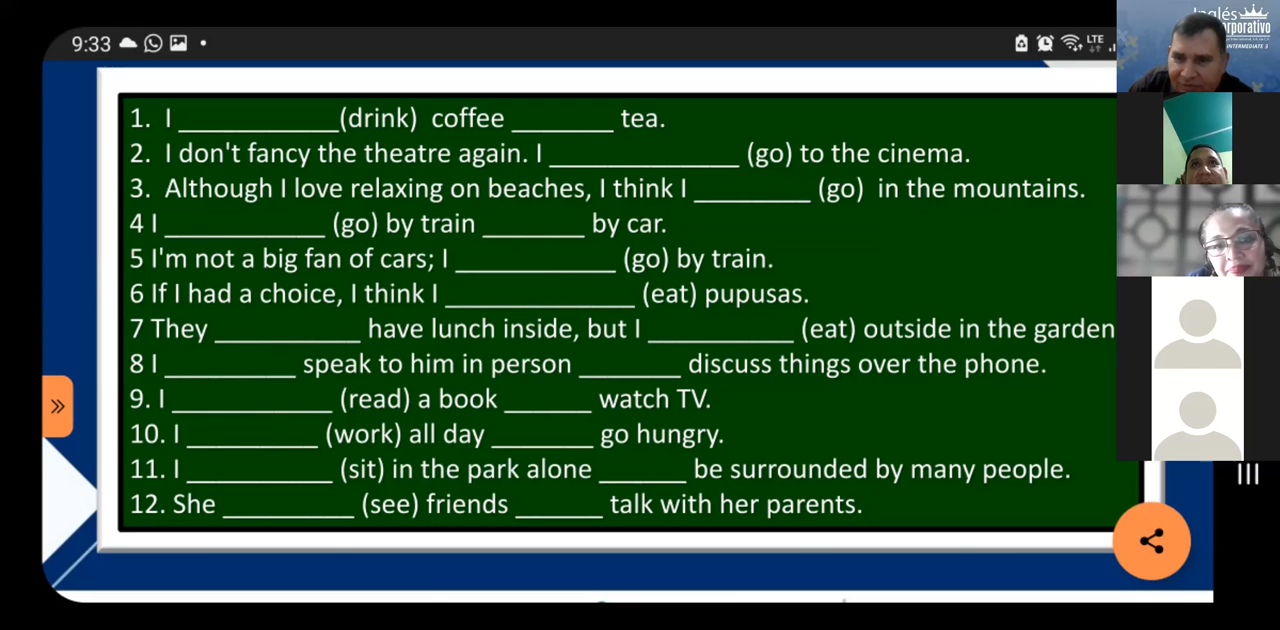 9:33
LTE
Inglés
rporativo
INTERMEDIATE 3
1. I ___________(drink) coffee _______ tea.
2. I don't fancy the theatre again. I _____________ (go) to the cinema.
3. Although I love relaxing on beaches, I think I ________ (go) in the mountains.
4 I ___________ (go) by train _______ by car.
5 I'm not a big fan of cars; I ___________ (go) by train.
6 If I had a choice, I think I _____________ (eat) pupusas.
7 They __________ have lunch inside, but I __________ (eat) outside in the garden
8 I _________ speak to him in person _______ discuss things over the phone.
9. I ___________ (read) a book ______ watch TV.
10. I _________ (work) all day _______ go hungry.
11. I __________ (sit) in the park alone ______ be surrounded by many people.
12. She _________ (see) friends ______ talk with her parents.